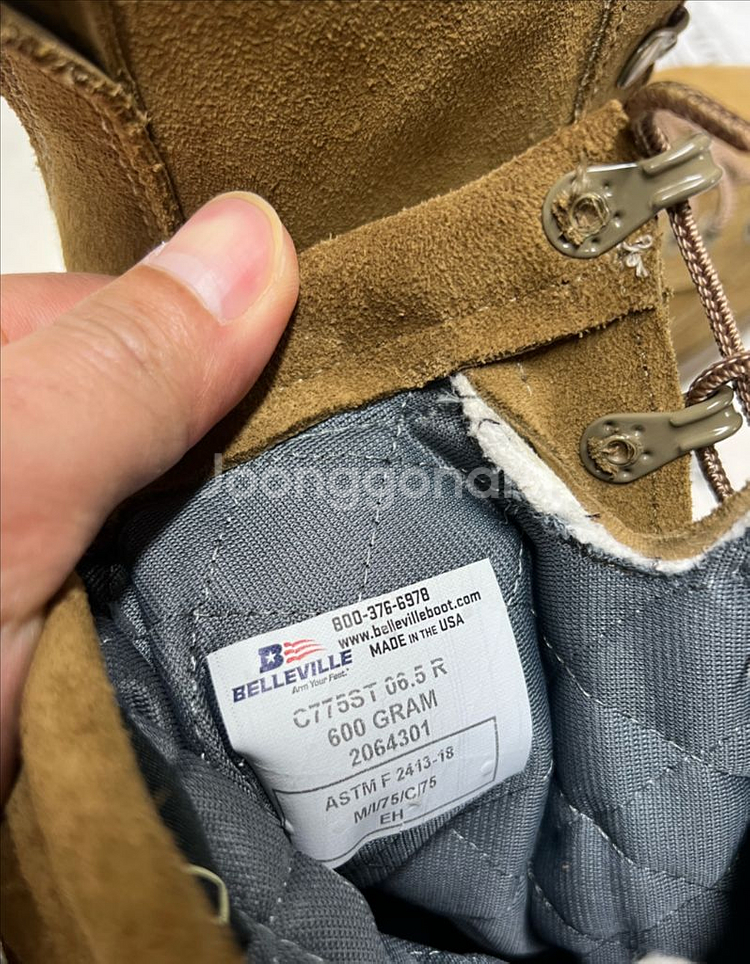 Joonggonara
800-376-6978
www.bellevilleboot.com
MADE IN THE USA
BELLEVILLE
Arm Your Feet.
C775ST 06.5 R
600 GRAM
2064301
ASTM F 2413-18
M/I/75/C/75
EH